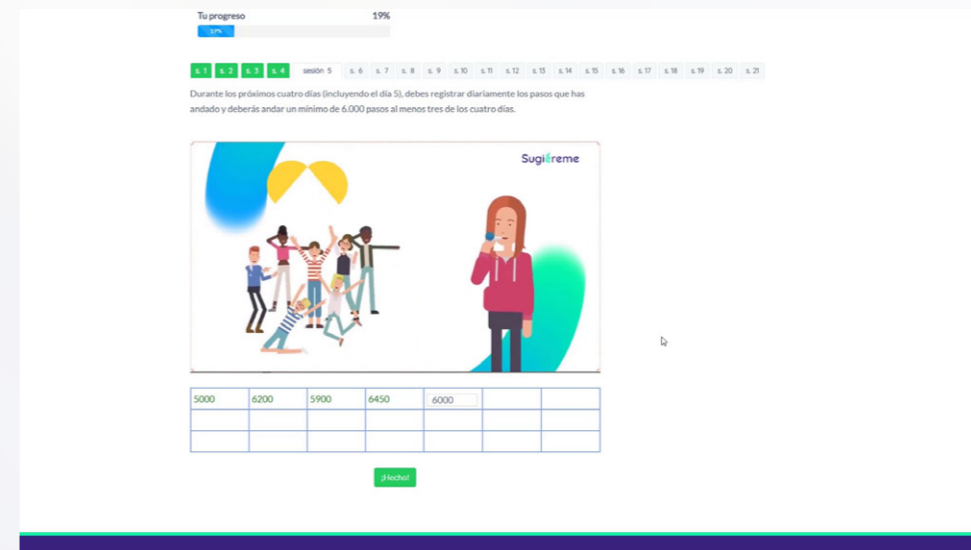 Tu progreso 19%
19%
s. 1 s. 2 s. 3 s. 4 sesión 5 s. 6 s. 7 s. 8 s. 9 s. 10 s. 11 s. 12 s. 13 s. 14 s. 15 s. 16 s. 17 s. 18 s. 19 s. 20 s. 21
Durante los próximos cuatro días (incluyendo el día 5), debes registrar diariamente los pasos que has
andado y deberás andar un mínimo de 6.000 pasos al menos tres de los cuatro días.
Sugiéreme
5000 6200 5900 6450 6000
¡Hecho!